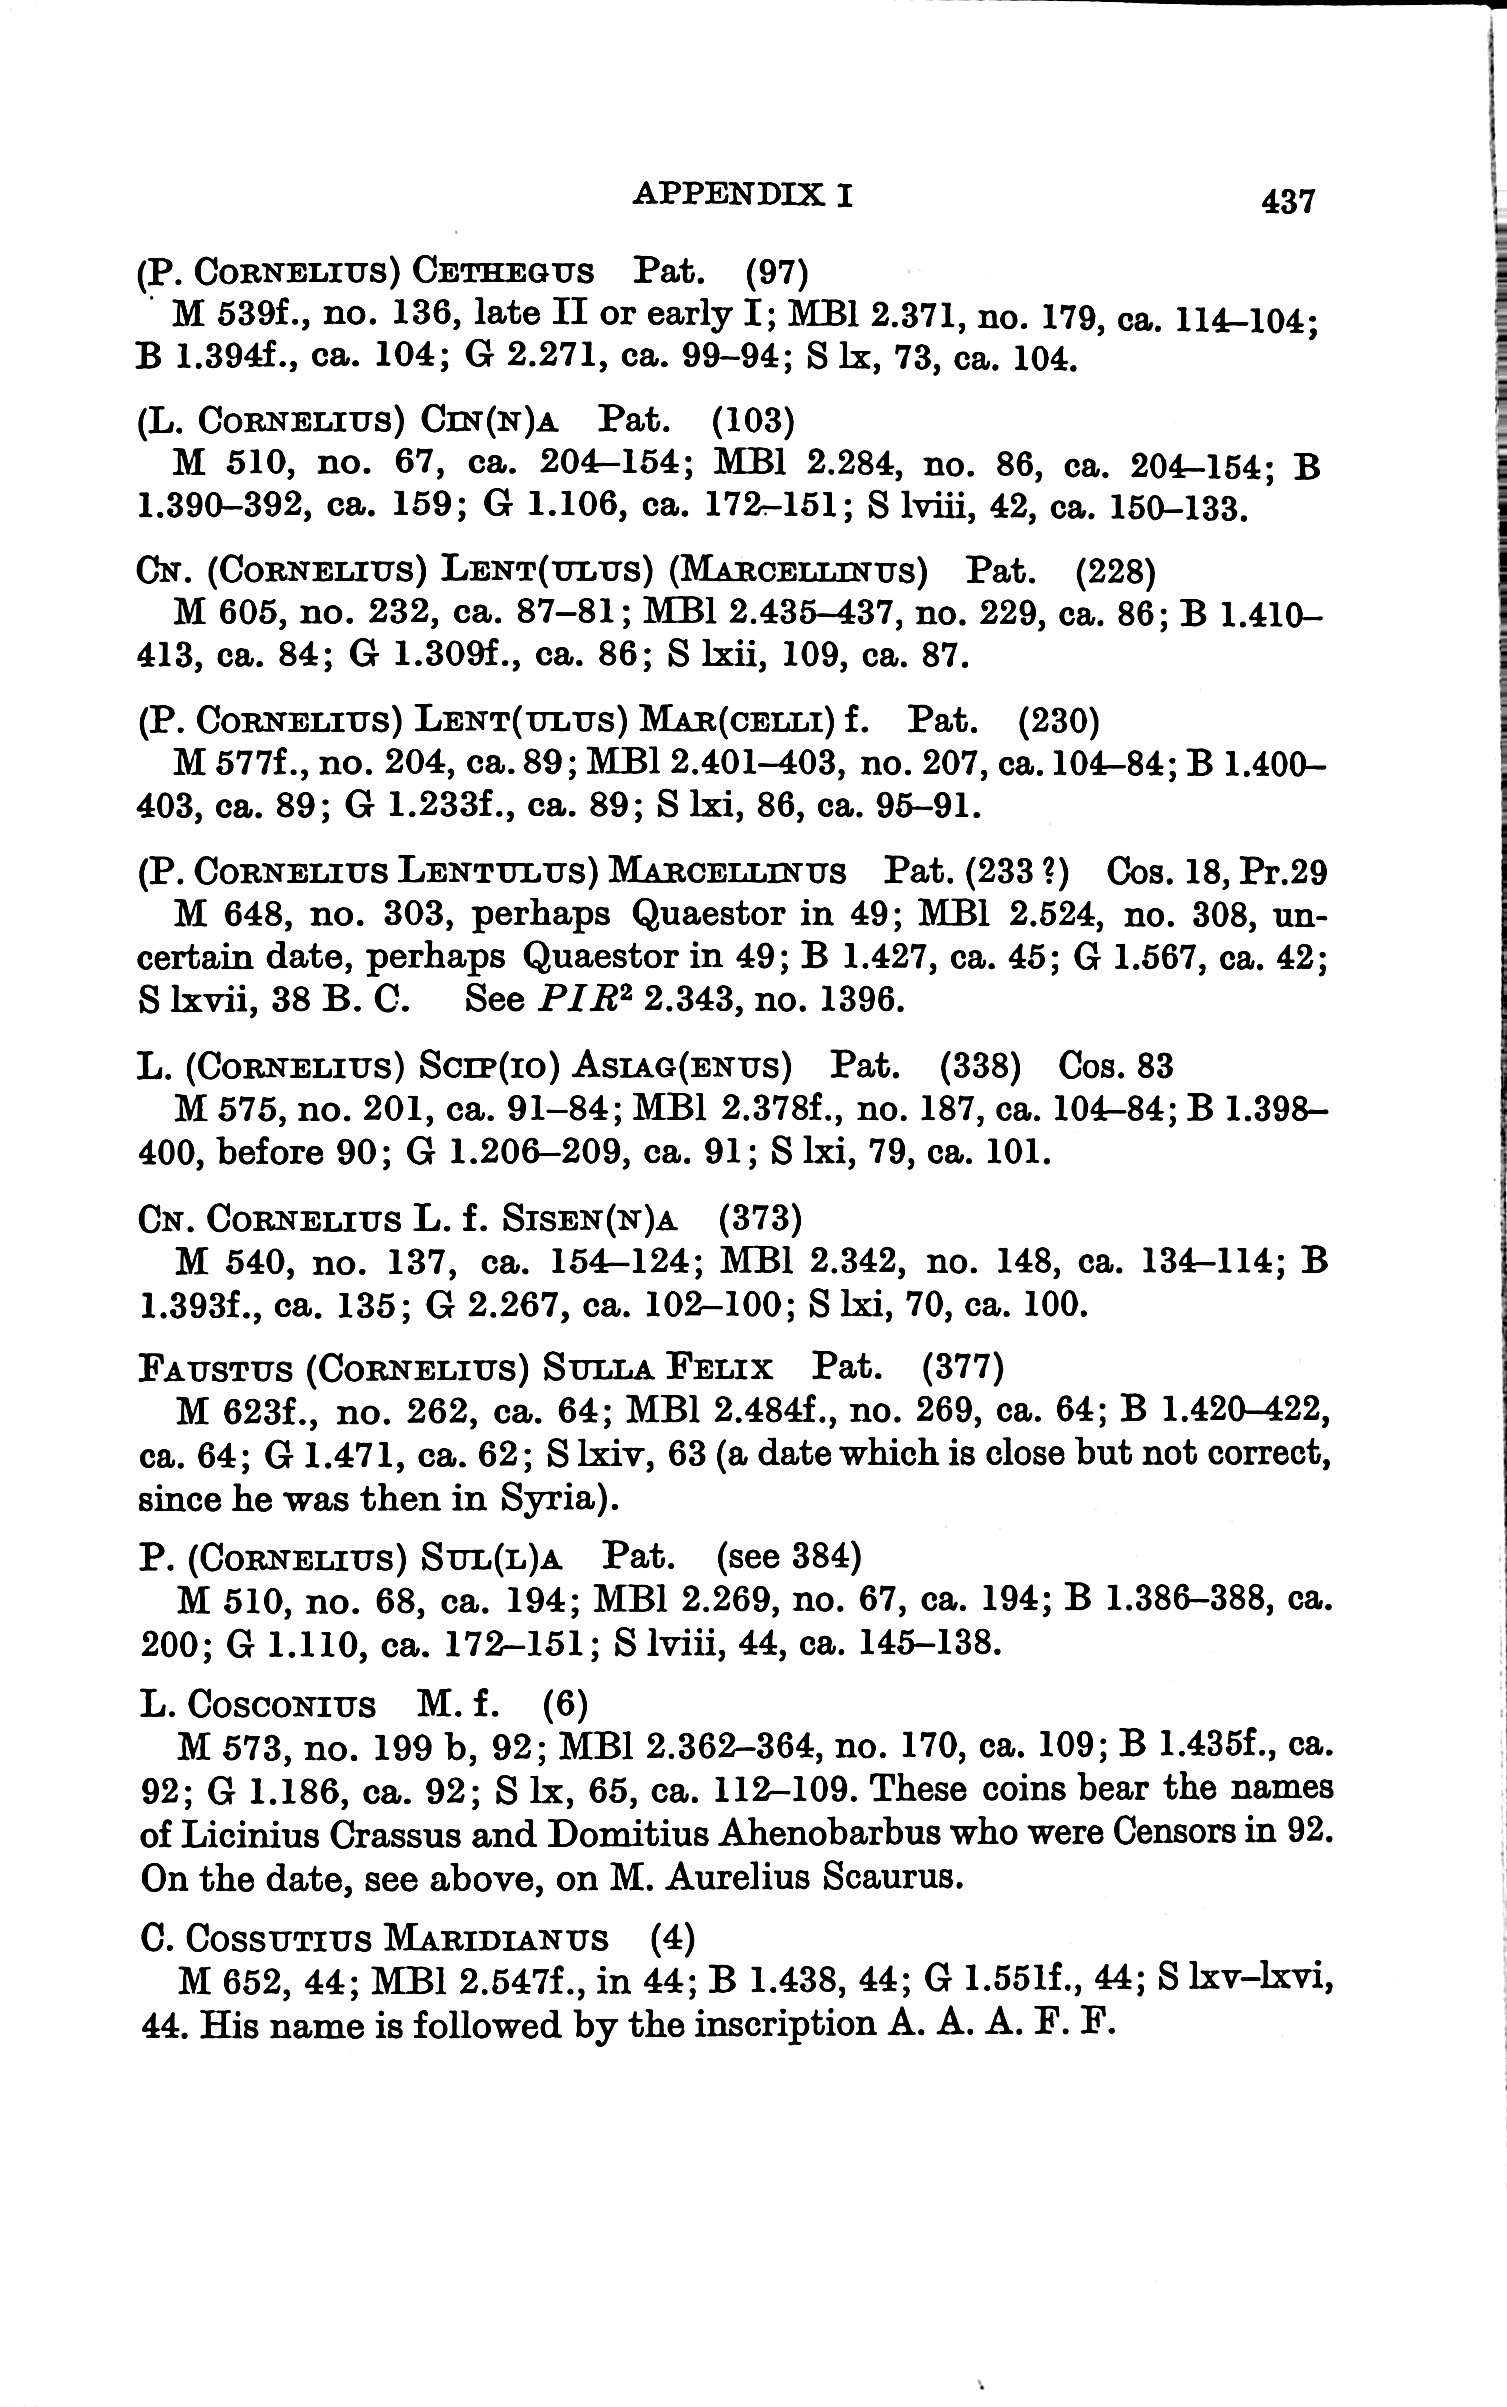 APPENDIX I 437
(P. CORNELIUS) CETHEGUS Pat. (97)
M 539f., no. 136, late II or early I; MBl 2.371, no. 179, ca. 114–104;
B 1.394f., ca. 104; G 2.271, ca. 99–94; S lx, 73, ca. 104.
(L. CORNELIUS) CIN(N)A Pat. (103)
M 510, no. 67, ca. 204–154; MBl 2.284, no. 86, ca. 204–154; B
1.390–392, ca. 159; G 1.106, ca. 172–151; S lviii, 42, ca. 150–133.
CN. (CORNELIUS) LENT(ULUS) (MARCELLINUS) Pat. (228)
M 605, no. 232, ca. 87–81; MBl 2.435–437, no. 229, ca. 86; B 1.410–
413, ca. 84; G 1.309f., ca. 86; S lxii, 109, ca. 87.
(P. CORNELIUS) LENT(ULUS) MAR(CELLI) f. Pat. (230)
M 577f., no. 204, ca. 89; MBl 2.401–403, no. 207, ca. 104–84; B 1.400–
403, ca. 89; G 1.233f., ca. 89; S lxi, 86, ca. 95–91.
(P. CORNELIUS LENTULUS) MARCELLINUS Pat. (233?) Cos. 18, Pr. 29
M 648, no. 303, perhaps Quaestor in 49; MBl 2.524, no. 308, un-
certain date, perhaps Quaestor in 49; B 1.427, ca. 45; G 1.567, ca. 42;
S lxvii, 38 B. C. See PIR² 2.343, no. 1396.
L. (CORNELIUS) SCIP(IO) ASIAG(ENUS) Pat. (338) Cos. 83
M 575, no. 201, ca. 91–84; MBl 2.378f., no. 187, ca. 104–84; B 1.398–
400, before 90; G 1.206–209, ca. 91; S lxi, 79, ca. 101.
CN. CORNELIUS L. f. SISEN(N)A (373)
M 540, no. 137, ca. 154–124; MBl 2.342, no. 148, ca. 134–114; B
1.393f., ca. 135; G 2.267, ca. 102–100; S lxi, 70, ca. 100.
FAUSTUS (CORNELIUS) SULLA FELIX Pat. (377)
M 623f., no. 262, ca. 64; MBl 2.484f., no. 269, ca. 64; B 1.420–422,
ca. 64; G 1.471, ca. 62; S lxiv, 63 (a date which is close but not correct,
since he was then in Syria).
P. (CORNELIUS) SUL(L)A Pat. (see 384)
M 510, no. 68, ca. 194; MBl 2.269, no. 67, ca. 194; B 1.386–388, ca.
200; G 1.110, ca. 172–151; S lviii, 44, ca. 145–138.
L. COSCONIUS M. f. (6)
M 573, no. 199 b, 92; MBl 2.362–364, no. 170, ca. 109; B 1.435f., ca.
92; G 1.186, ca. 92; S lx, 65, ca. 112–109. These coins bear the names
of Licinius Crassus and Domitius Ahenobarbus who were Censors in 92.
On the date, see above, on M. Aurelius Scaurus.
C. COSSUTIUS MARIDIANUS (4)
M 652, 44; MBl 2.547f., in 44; B 1.438, 44; G 1.551f., 44; S lxv–lxvi,
44. His name is followed by the inscription A. A. A. F. F.